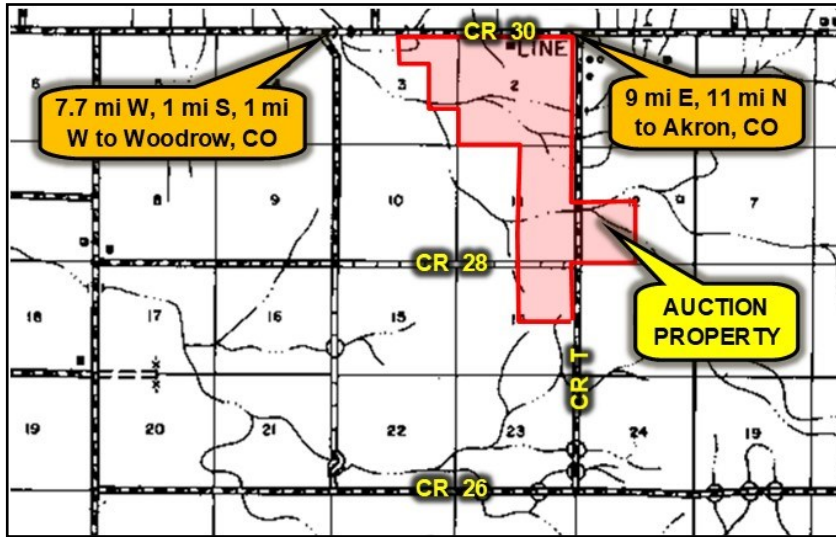 CR 30
LINE
7.7 mi W, 1 mi S, 1 mi
W to Woodrow, CO
9 mi E, 11 mi N
to Akron, CO
6
3
2
8
9
10
11
12
7
CR 28
AUCTION
PROPERTY
18
17
16
15
CR T
19
20
21
22
23
24
19
CR 26